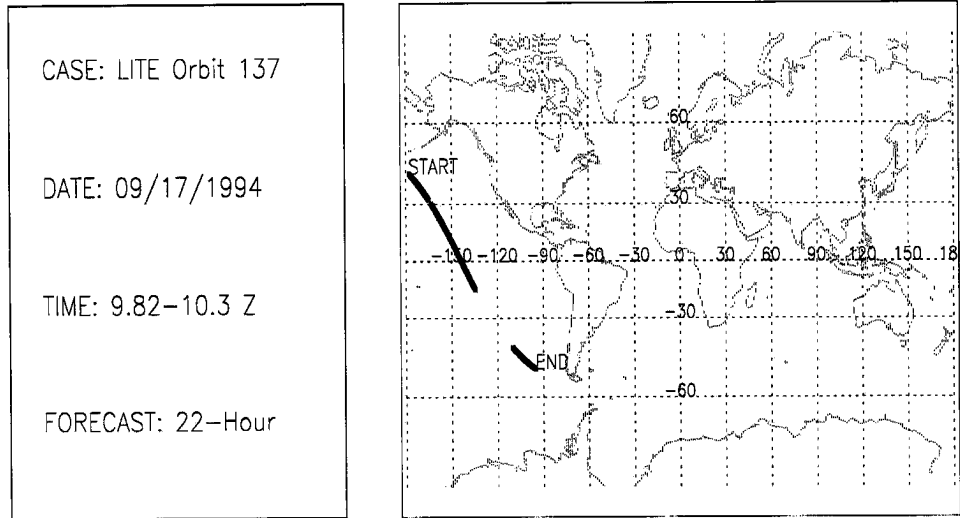 CASE: LITE Orbit 137
DATE: 09/17/1994
TIME: 9.82-10.3 Z
FORECAST: 22-Hour
60
START
30
-150 -120 -90 -60 -30 0 30 60 90 120 150 18
-30
END
-60